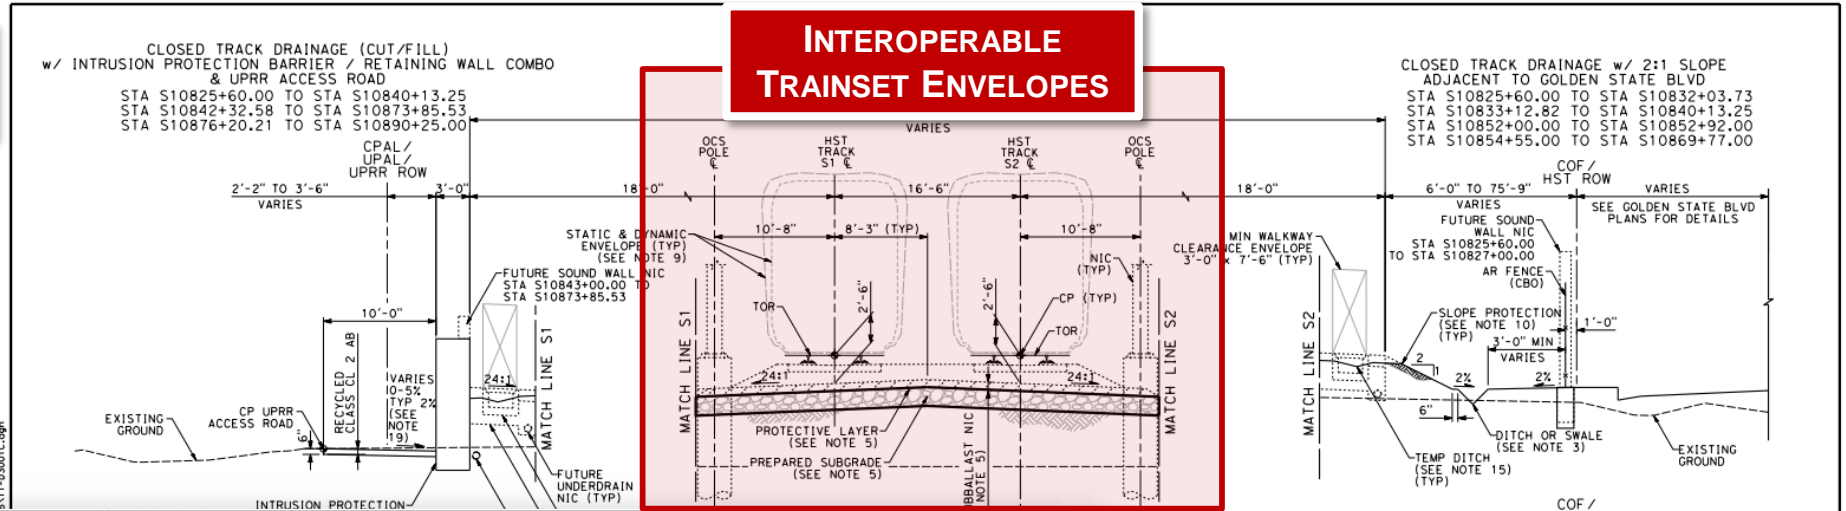 INTEROPERABLE
TRAINSET ENVELOPES
CLOSED TRACK DRAINAGE (CUT/FILL)
w/ INTRUSION PROTECTION BARRIER / RETAINING WALL COMBO
& UPRR ACCESS ROAD
STA S10825+60.00 TO STA S10840+13.25
STA S10842+32.58 TO STA S10873+85.53
STA S10876+20.21 TO STA S10890+25.00
CPAL/
UPAL/
UPRR ROW
2'-2" TO 3'-6"
VARIES
3'-0"
18'-0"
VARIES
OCS
POLE
℄
HST
TRACK
S1 ℄
HST
TRACK
S2 ℄
OCS
POLE
℄
16'-6"
18'-0"
10'-8"
8'-3" (TYP)
10'-8"
STATIC & DYNAMIC
ENVELOPE (TYP)
(SEE NOTE 9)
FUTURE SOUND WALL NIC
STA S10843+00.00 TO
STA S10873+85.53
TOR
2'-6"
2'-6"
CP (TYP)
TOR
NIC
(TYP)
MATCH LINE S1
MATCH LINE S1
MATCH LINE S2
MATCH LINE S2
24:1
24:1
24:1
PROTECTIVE LAYER
(SEE NOTE 5)
PREPARED SUBGRADE
(SEE NOTE 5)
BBALLAST NIC
NOTE 5)
10'-0"
RECYCLED
CLASS CL 2 AB
VARIES
0-5%
TYP 2%
(SEE
NOTE
19)
CP UPRR
ACCESS ROAD
EXISTING
GROUND
6"
FUTURE
UNDERDRAIN
NIC (TYP)
INTRUSION PROTECTION
CLOSED TRACK DRAINAGE w/ 2:1 SLOPE
ADJACENT TO GOLDEN STATE BLVD
STA S10825+60.00 TO STA S10832+03.73
STA S10833+12.82 TO STA S10840+13.25
STA S10852+00.00 TO STA S10852+92.00
STA S10854+55.00 TO STA S10869+77.00
COF/
HST ROW
6'-0" TO 75'-9"
VARIES
VARIES
SEE GOLDEN STATE BLVD
PLANS FOR DETAILS
MIN WALKWAY
CLEARANCE ENVELOPE
3'-0" x 7'-6" (TYP)
FUTURE SOUND
WALL NIC
STA S10825+60.00
TO STA S10827+00.00
AR FENCE
(CBO)
SLOPE PROTECTION
(SEE NOTE 10)
(TYP)
1'-0"
3'-0" MIN
VARIES
2
1
2%
2%
6"
DITCH OR SWALE
(SEE NOTE 3)
TEMP DITCH
(SEE NOTE 15)
(TYP)
EXISTING
GROUND
COF/